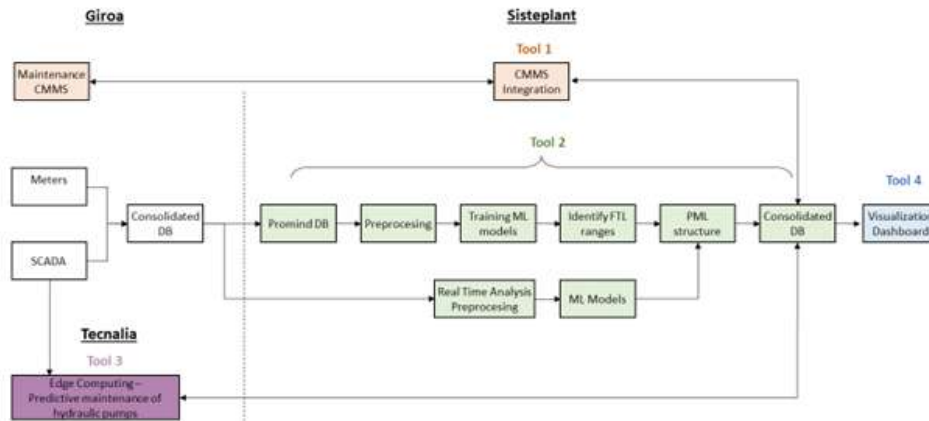 Giroa
Sisteplant
Tool 1
Maintenance
CMMS
CMMS
Integration
Tool 2
Meters
Tool 4
Consolidated
DB
Promind DB
Preprocesing
Training ML
models
Identify FTL
ranges
PML
structure
Consolidated
DB
Visualization
Dashboard
SCADA
Real Time Analysis
Preprocesing
ML Models
Tecnalia
Tool 3
Edge Computing –
Predictive maintenance of
hydraulic pumps